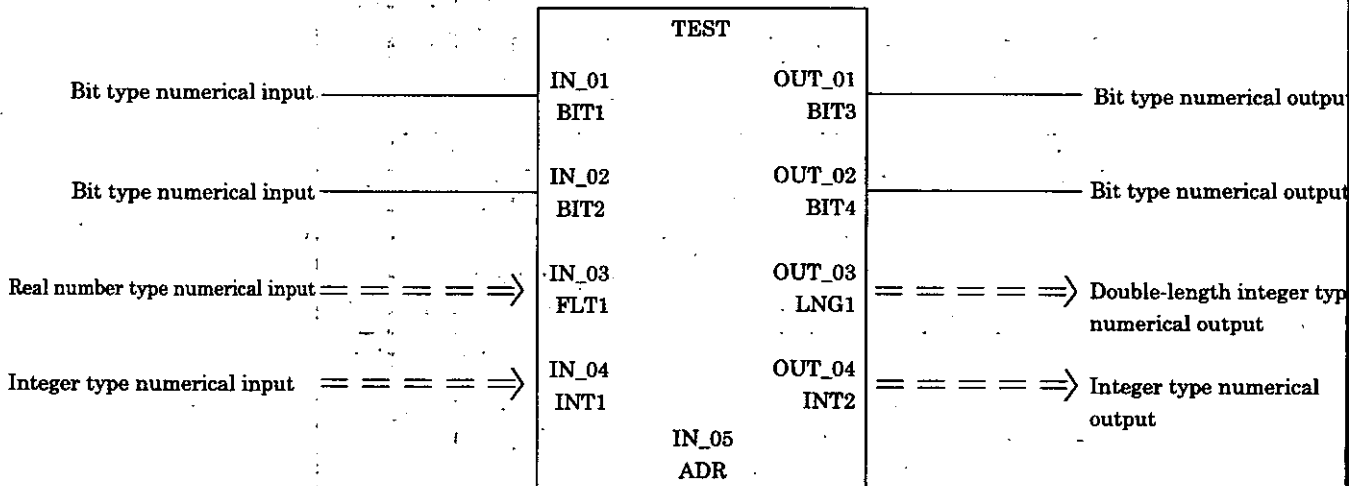 TEST
Bit type numerical input
IN_01
BIT1
OUT_01
BIT3
Bit type numerical output
Bit type numerical input
IN_02
BIT2
OUT_02
BIT4
Bit type numerical output
Real number type numerical input
IN_03
FLT1
OUT_03
LNG1
Double-length integer typ
numerical output
Integer type numerical input
IN_04
INT1
OUT_04
INT2
Integer type numerical
output
IN_05
ADR